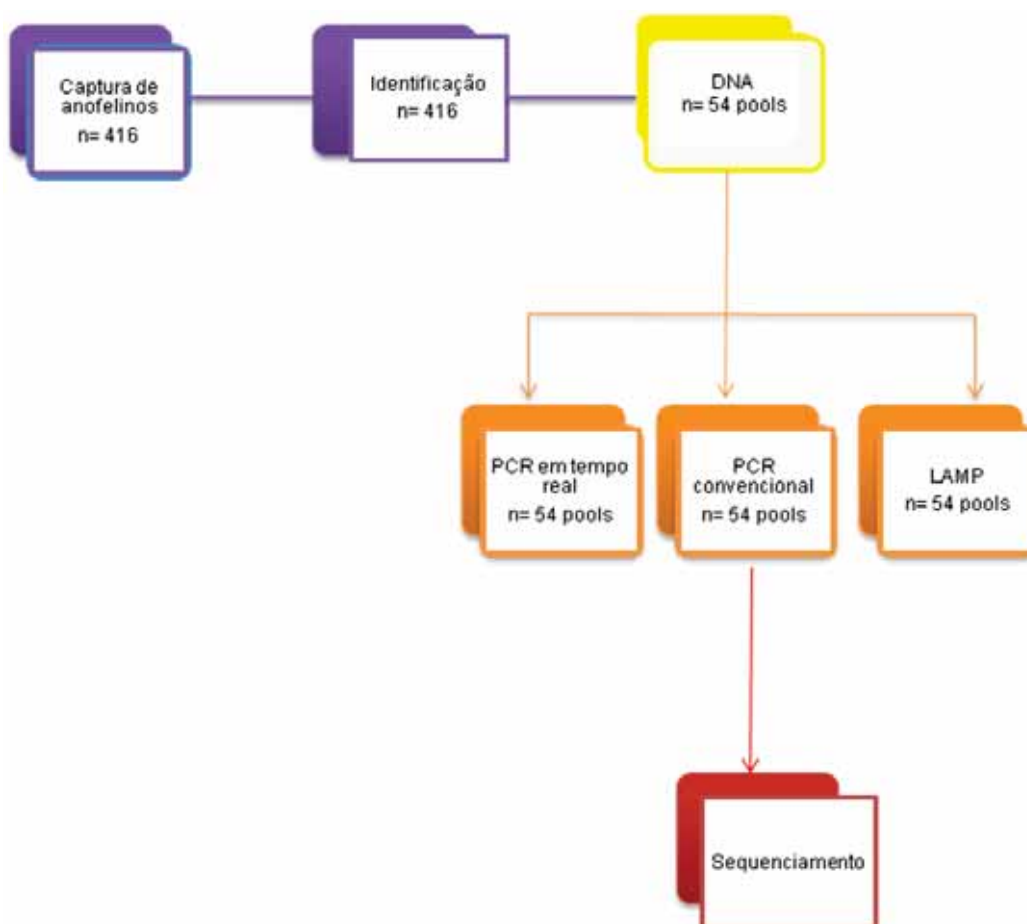 Captura de
anofelinos
n= 416
Identificação
n= 416
DNA
n= 54 pools
PCR em tempo
real
n= 54 pools
PCR
convencional
n= 54 pools
LAMP
n= 54 pools
Sequenciamento